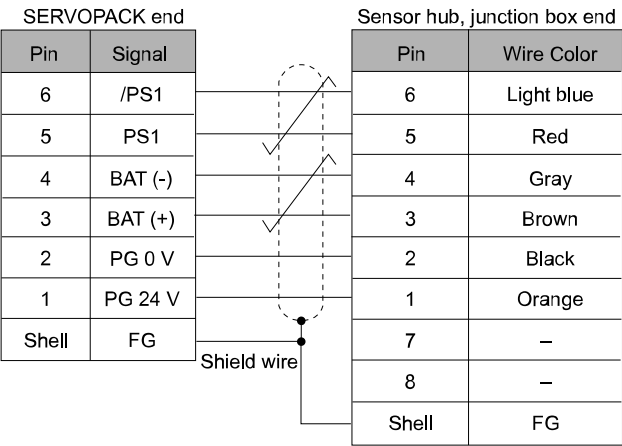 SERVOPACK end
Pin Signal
6 /PS1
5 PS1
4 BAT (-)
3 BAT (+)
2 PG 0 V
1 PG 24 V
Shell FG
Shield wire
Sensor hub, junction box end
Pin Wire Color
6 Light blue
5 Red
4 Gray
3 Brown
2 Black
1 Orange
7 –
8 –
Shell FG